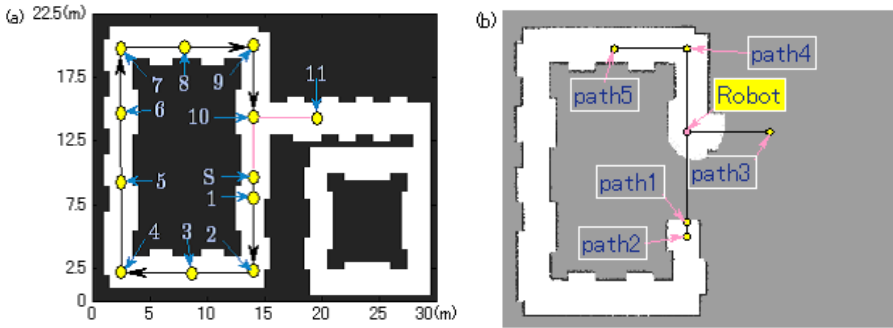 (a) 22.5(m)
17.5
12.5
7.5
2.5
0
0 5 10 15 20 25 30(m)
7 8 9 11
6 10
5 S
1
4 3 2
(b)
path4
path5
Robot
path1
path3
path2